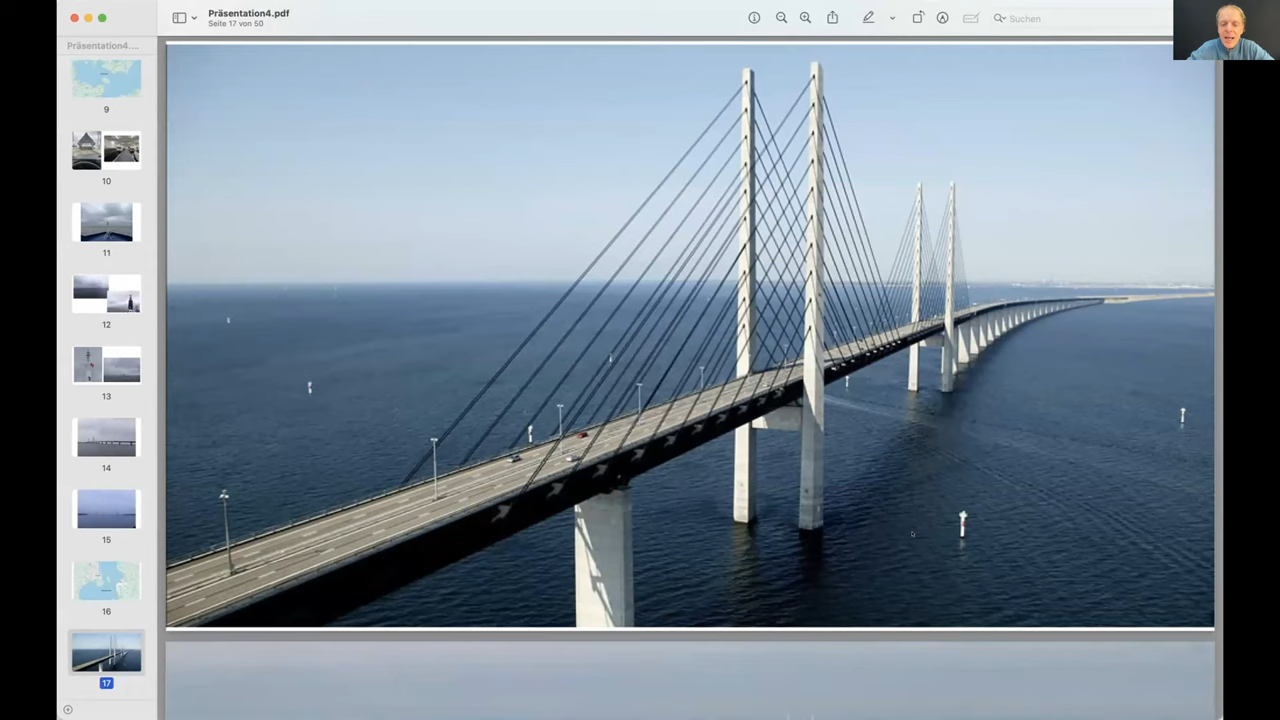 Präsentation4.pdf
Seite 17 von 50
Suchen
Präsentation4....
9
10
11
12
13
14
15
16
17